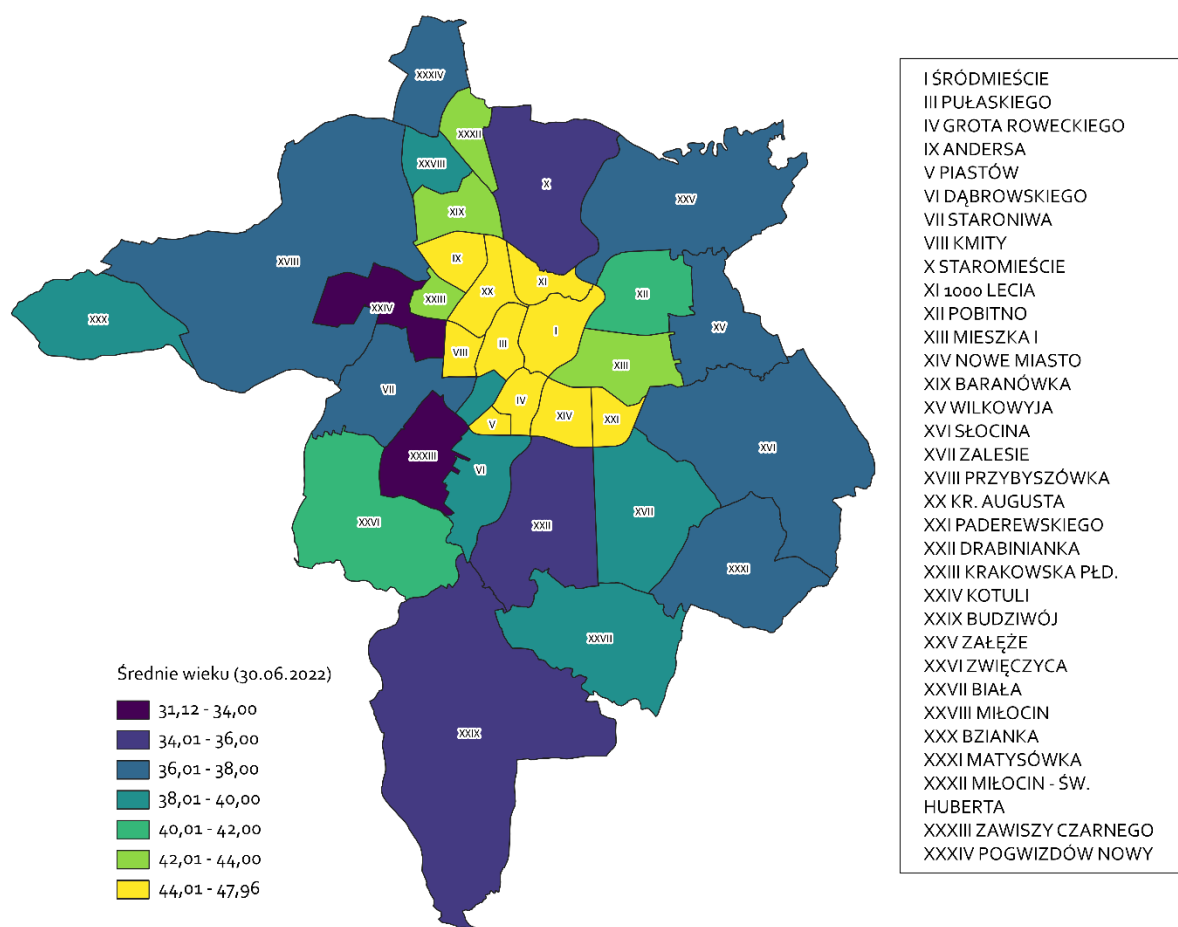 XXXIV
XXXII
XXVIII
X
XXV
XIX
IX
XVIII
XX
XI
XII
XXIV
XXIII
XXX
XV
I
III
VIII
XIII
VII
IV
XIV
XXI
V
XVI
XXXIII
VI
XXII
XVII
XXVI
XXXI
XXVII
XXIX
Średnie wieku (30.06.2022)
31,12 - 34,00
34,01 - 36,00
36,01 - 38,00
38,01 - 40,00
40,01 - 42,00
42,01 - 44,00
44,01 - 47,96
I ŚRÓDMIEŚCIE
III PUŁASKIEGO
IV GROTA ROWECKIEGO
IX ANDERSA
V PIASTÓW
VI DĄBROWSKIEGO
VII STARONIWA
VIII KMITY
X STAROMIEŚCIE
XI 1000 LECIA
XII POBITNO
XIII MIESZKA I
XIV NOWE MIASTO
XIX BARANÓWKA
XV WILKOWYJA
XVI SŁOCINA
XVII ZALESIE
XVIII PRZYBYSZÓWKA
XX KR. AUGUSTA
XXI PADEREWSKIEGO
XXII DRABINIANKA
XXIII KRAKOWSKA PŁD.
XXIV KOTULI
XXIX BUDZIWÓJ
XXV ZAŁĘŻE
XXVI ZWIĘCZYCA
XXVII BIAŁA
XXVIII MIŁOCIN
XXX BZIANKA
XXXI MATYSÓWKA
XXXII MIŁOCIN - ŚW.
HUBERTA
XXXIII ZAWISZY CZARNEGO
XXXIV POGWIZDÓW NOWY